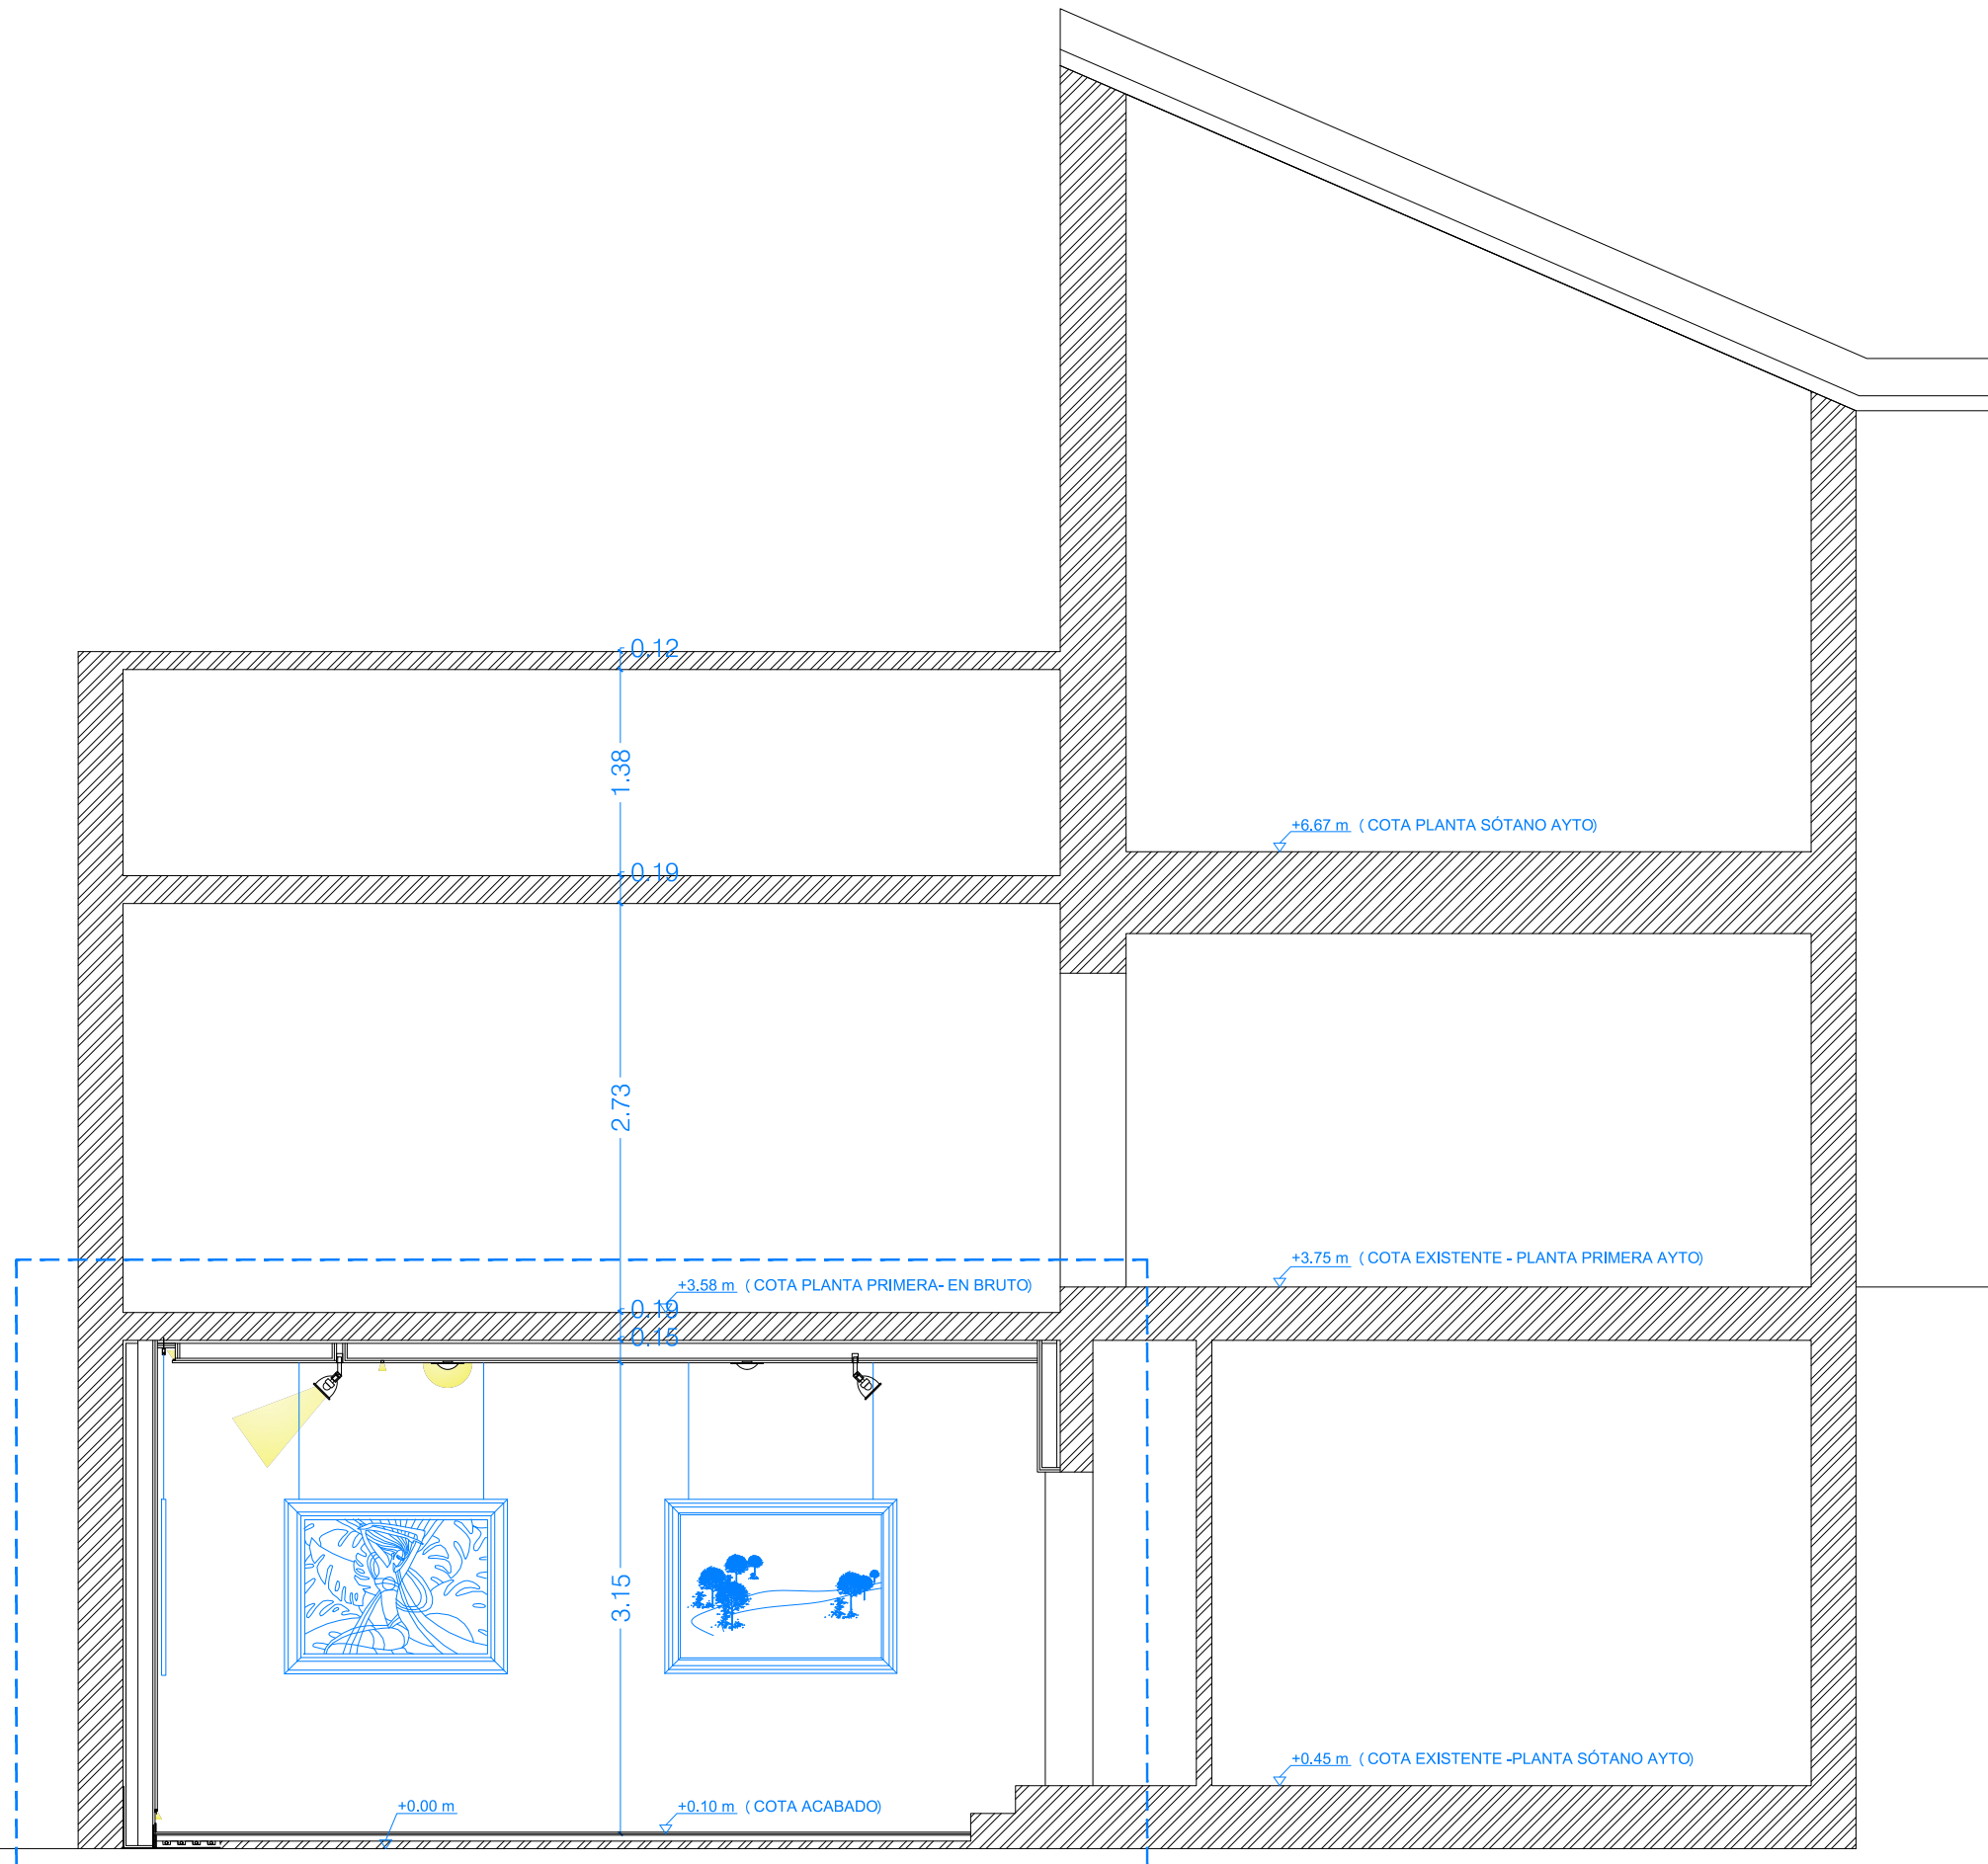 0.12
1.38
+6.67 m ( COTA PLANTA SÓTANO AYTO)
0.19
2.73
+3.75 m ( COTA EXISTENTE - PLANTA PRIMERA AYTO)
+3.58 m ( COTA PLANTA PRIMERA- EN BRUTO)
0.19
0.15
3.15
+0.45 m ( COTA EXISTENTE -PLANTA SÓTANO AYTO)
+0.00 m
+0.10 m ( COTA ACABADO)